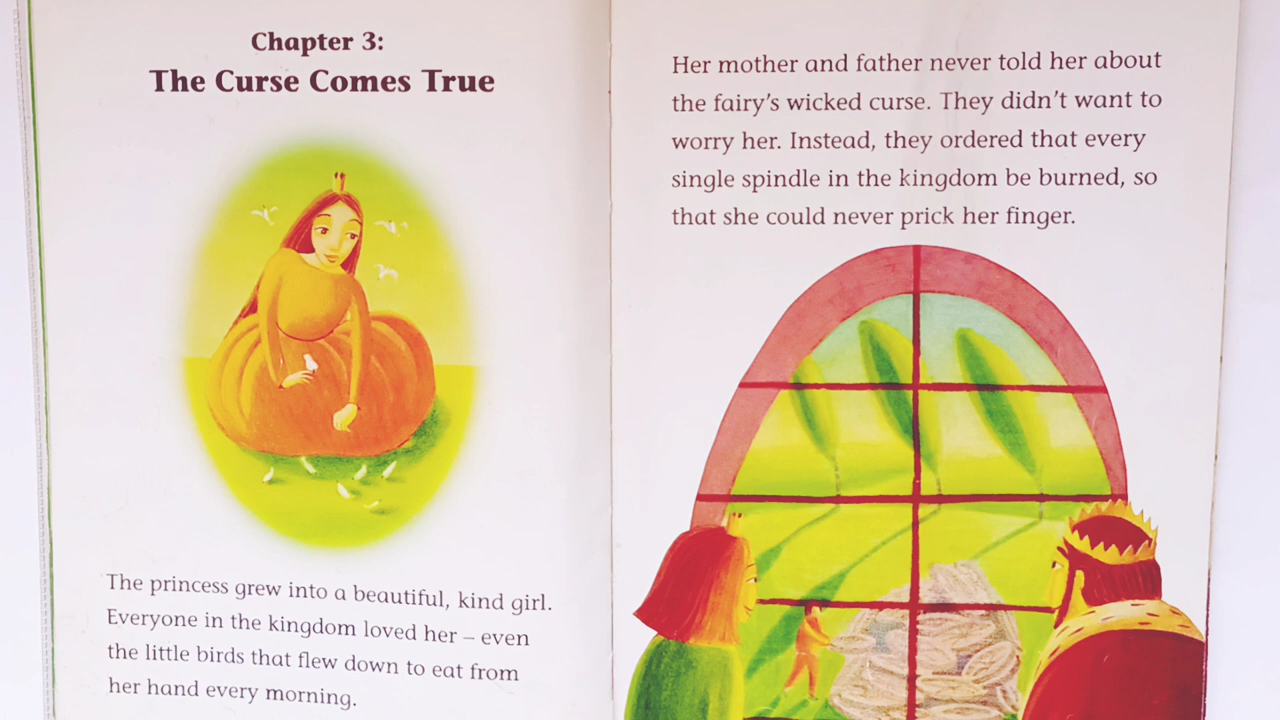 Chapter 3:
The Curse Comes True
The princess grew into a beautiful, kind girl.
Everyone in the kingdom loved her – even
the little birds that flew down to eat from
her hand every morning.
Her mother and father never told her about
the fairy's wicked curse. They didn't want to
worry her. Instead, they ordered that every
single spindle in the kingdom be burned, so
that she could never prick her finger.